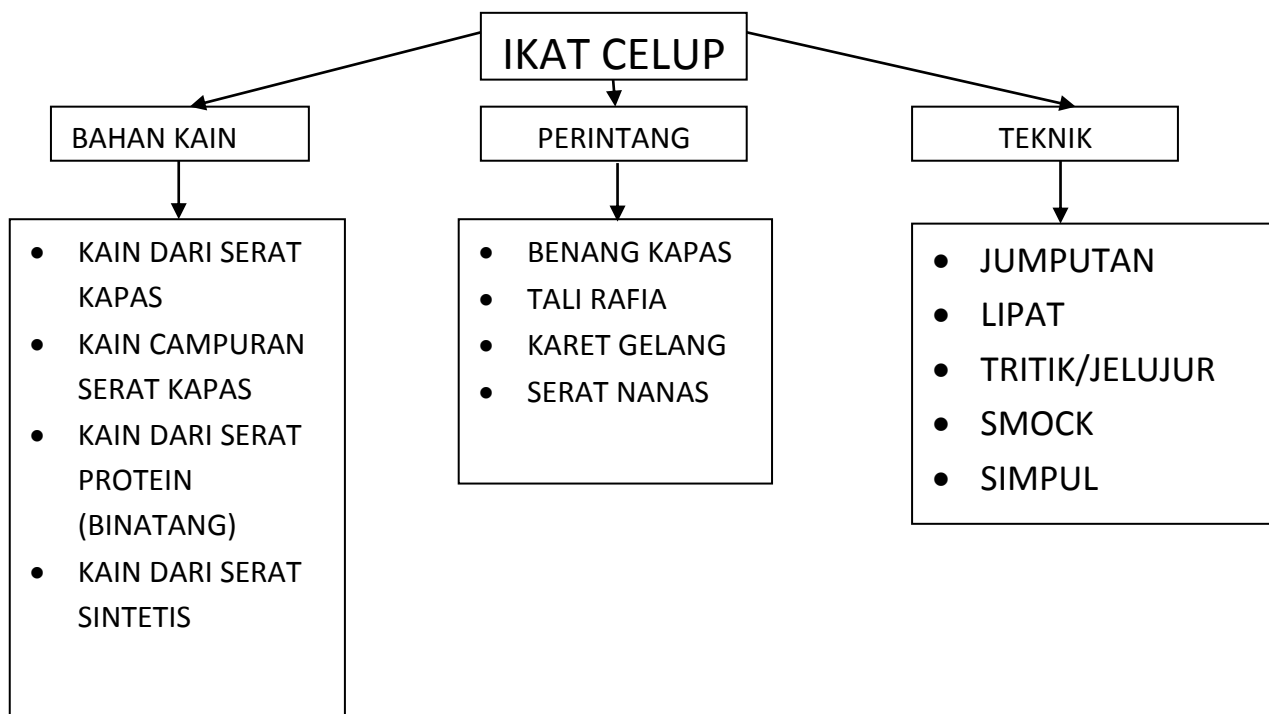 IKAT CELUP
BAHAN KAIN
PERINTANG
TEKNIK
• KAIN DARI SERAT
KAPAS
• KAIN CAMPURAN
SERAT KAPAS
• KAIN DARI SERAT
PROTEIN
(BINATANG)
• KAIN DARI SERAT
SINTETIS
• BENANG KAPAS
• TALI RAFIA
• KARET GELANG
• SERAT NANAS
• JUMPUTAN
• LIPAT
• TRITIK/JELUJUR
• SMOCK
• SIMPUL